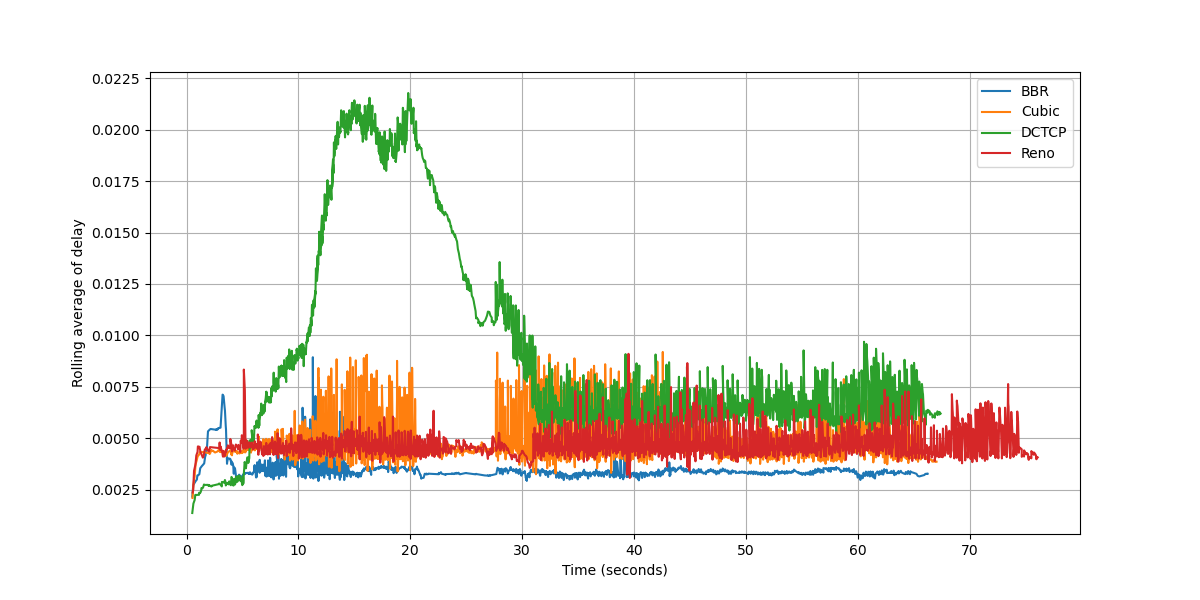 0.0225
0.0200
0.0175
0.0150
0.0125
0.0100
0.0075
0.0050
0.0025
Rolling average of delay
0 10 20 30 40 50 60 70
Time (seconds)
BBR
Cubic
DCTCP
Reno